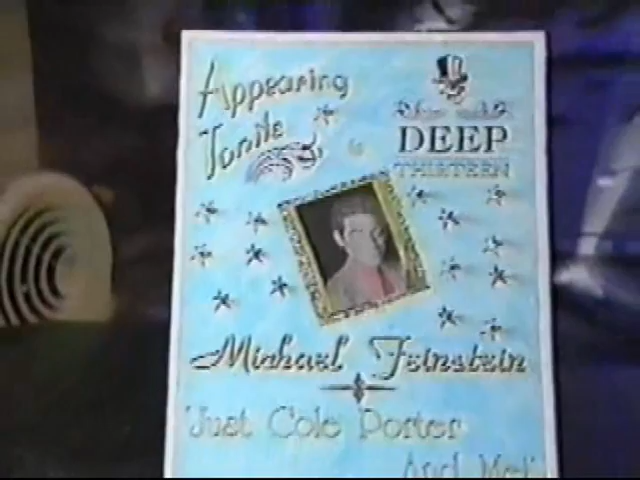 Appearing
Tonite
DEEP
THIRTEEN
Michael Feinstein
"Just Cole Porter
And Me"